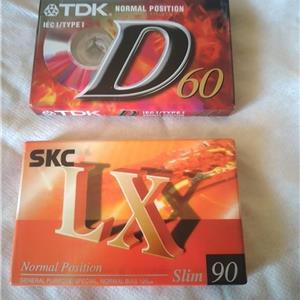 TDK NORMAL POSITION
IEC I / TYPE I
D 60
TDK IEC I / TYPE I
SKC
LX
Normal Position
Slim 90